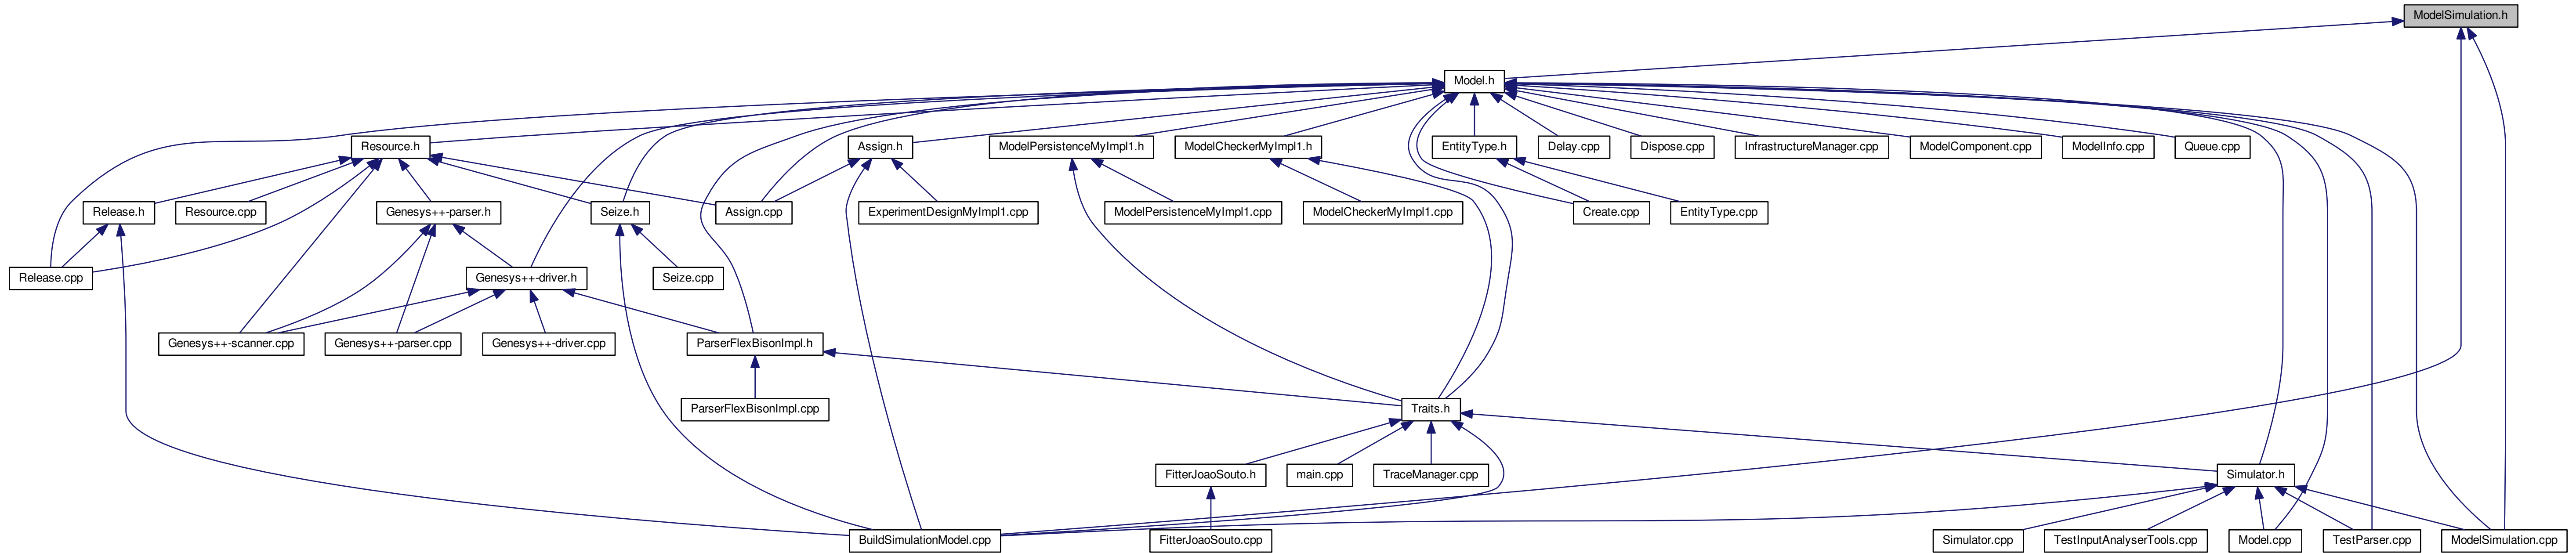 ModelSimulation.h
Model.h
Resource.h
Assign.h
ModelPersistenceMyImpl1.h
ModelCheckerMyImpl1.h
EntityType.h
Delay.cpp
Dispose.cpp
InfrastructureManager.cpp
ModelComponent.cpp
ModelInfo.cpp
Queue.cpp
Release.h
Resource.cpp
Genesys++-parser.h
Seize.h
Assign.cpp
ExperimentDesignMyImpl1.cpp
ModelPersistenceMyImpl1.cpp
ModelCheckerMyImpl1.cpp
Create.cpp
EntityType.cpp
Release.cpp
Genesys++-driver.h
Seize.cpp
Genesys++-scanner.cpp
Genesys++-parser.cpp
Genesys++-driver.cpp
ParserFlexBisonImpl.h
ParserFlexBisonImpl.cpp
Traits.h
FitterJoaoSouto.h
main.cpp
TraceManager.cpp
Simulator.h
BuildSimulationModel.cpp
FitterJoaoSouto.cpp
Simulator.cpp
TestInputAnalyserTools.cpp
Model.cpp
TestParser.cpp
ModelSimulation.cpp